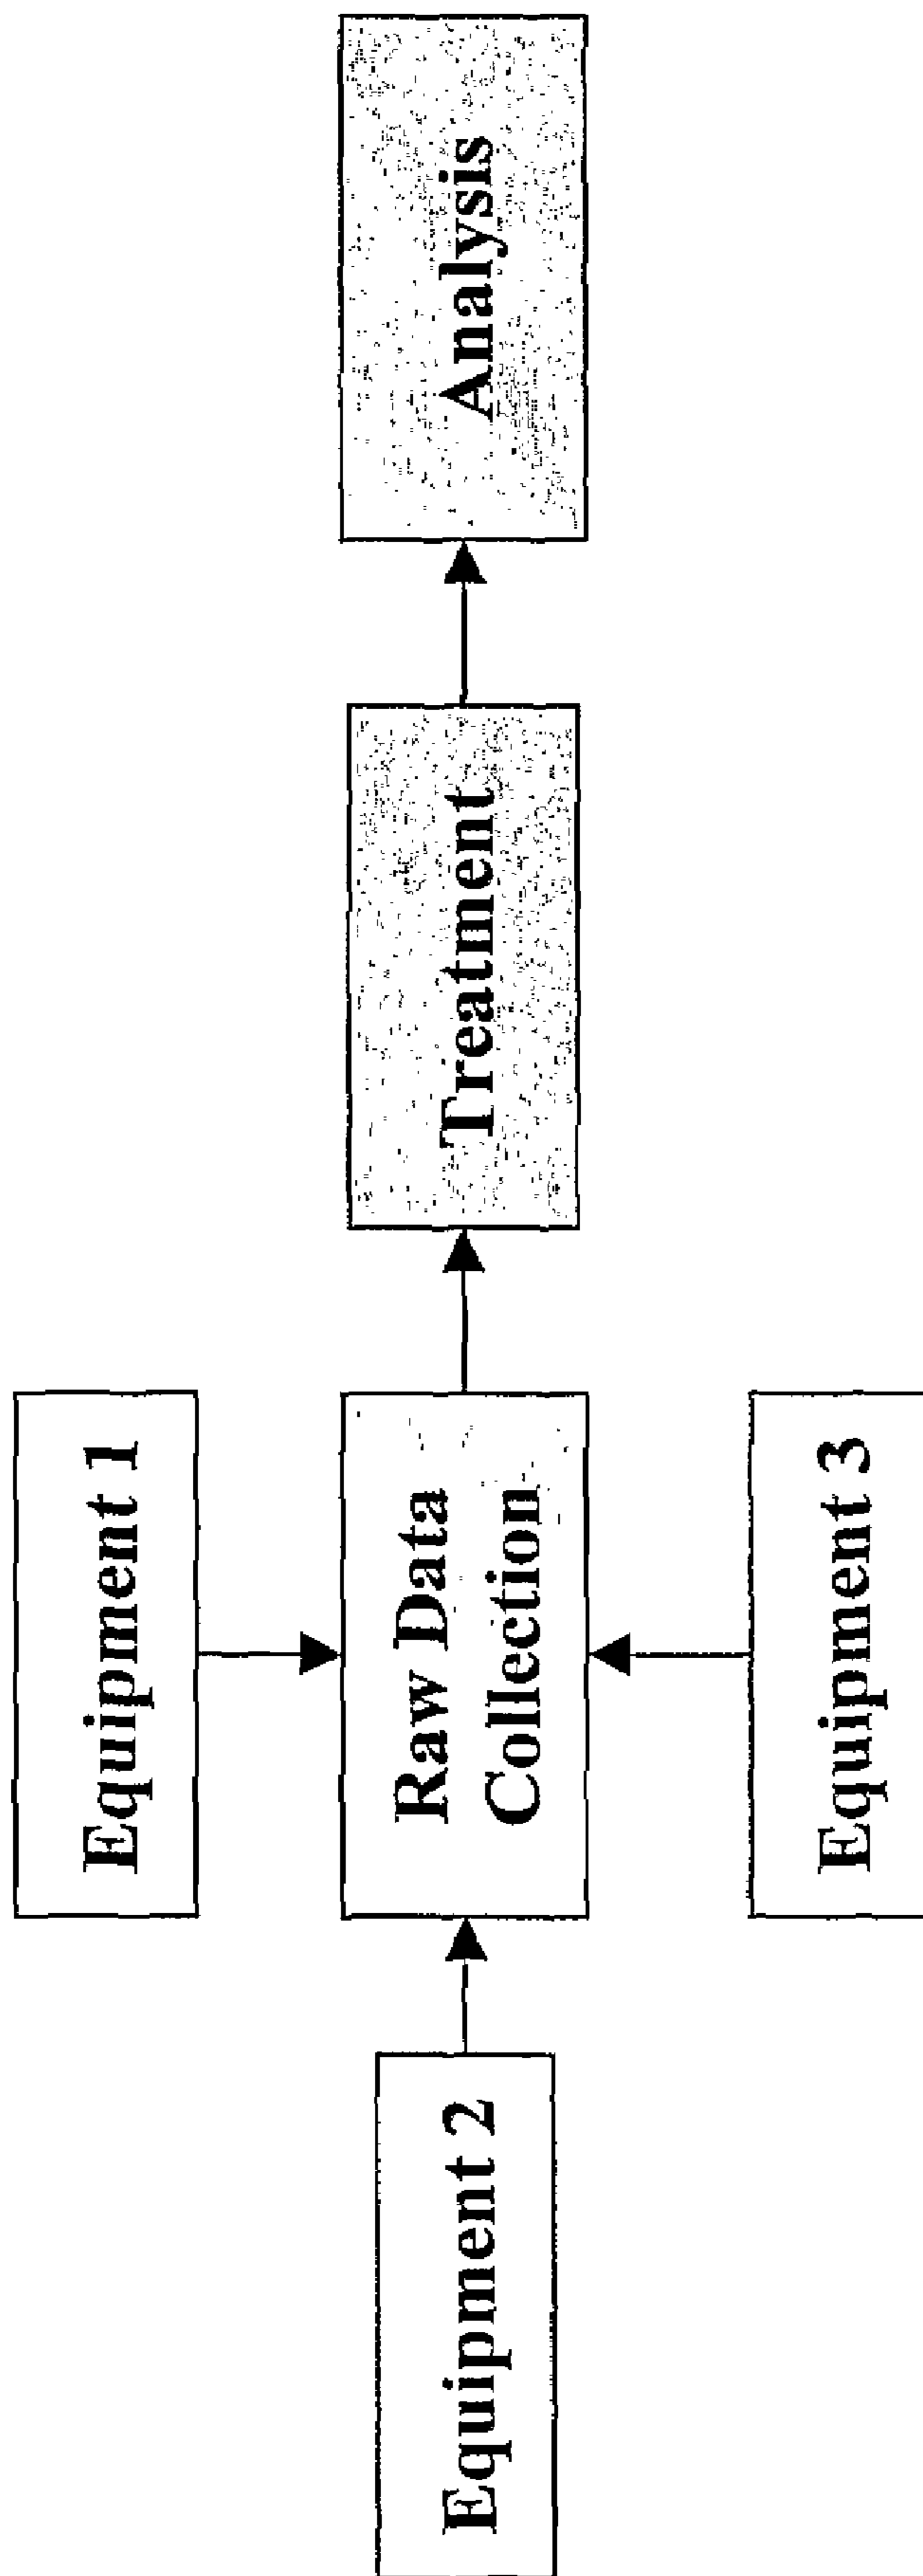 Equipment 1
Equipment 2
Raw Data
Collection
Treatment
Analysis
Equipment 3